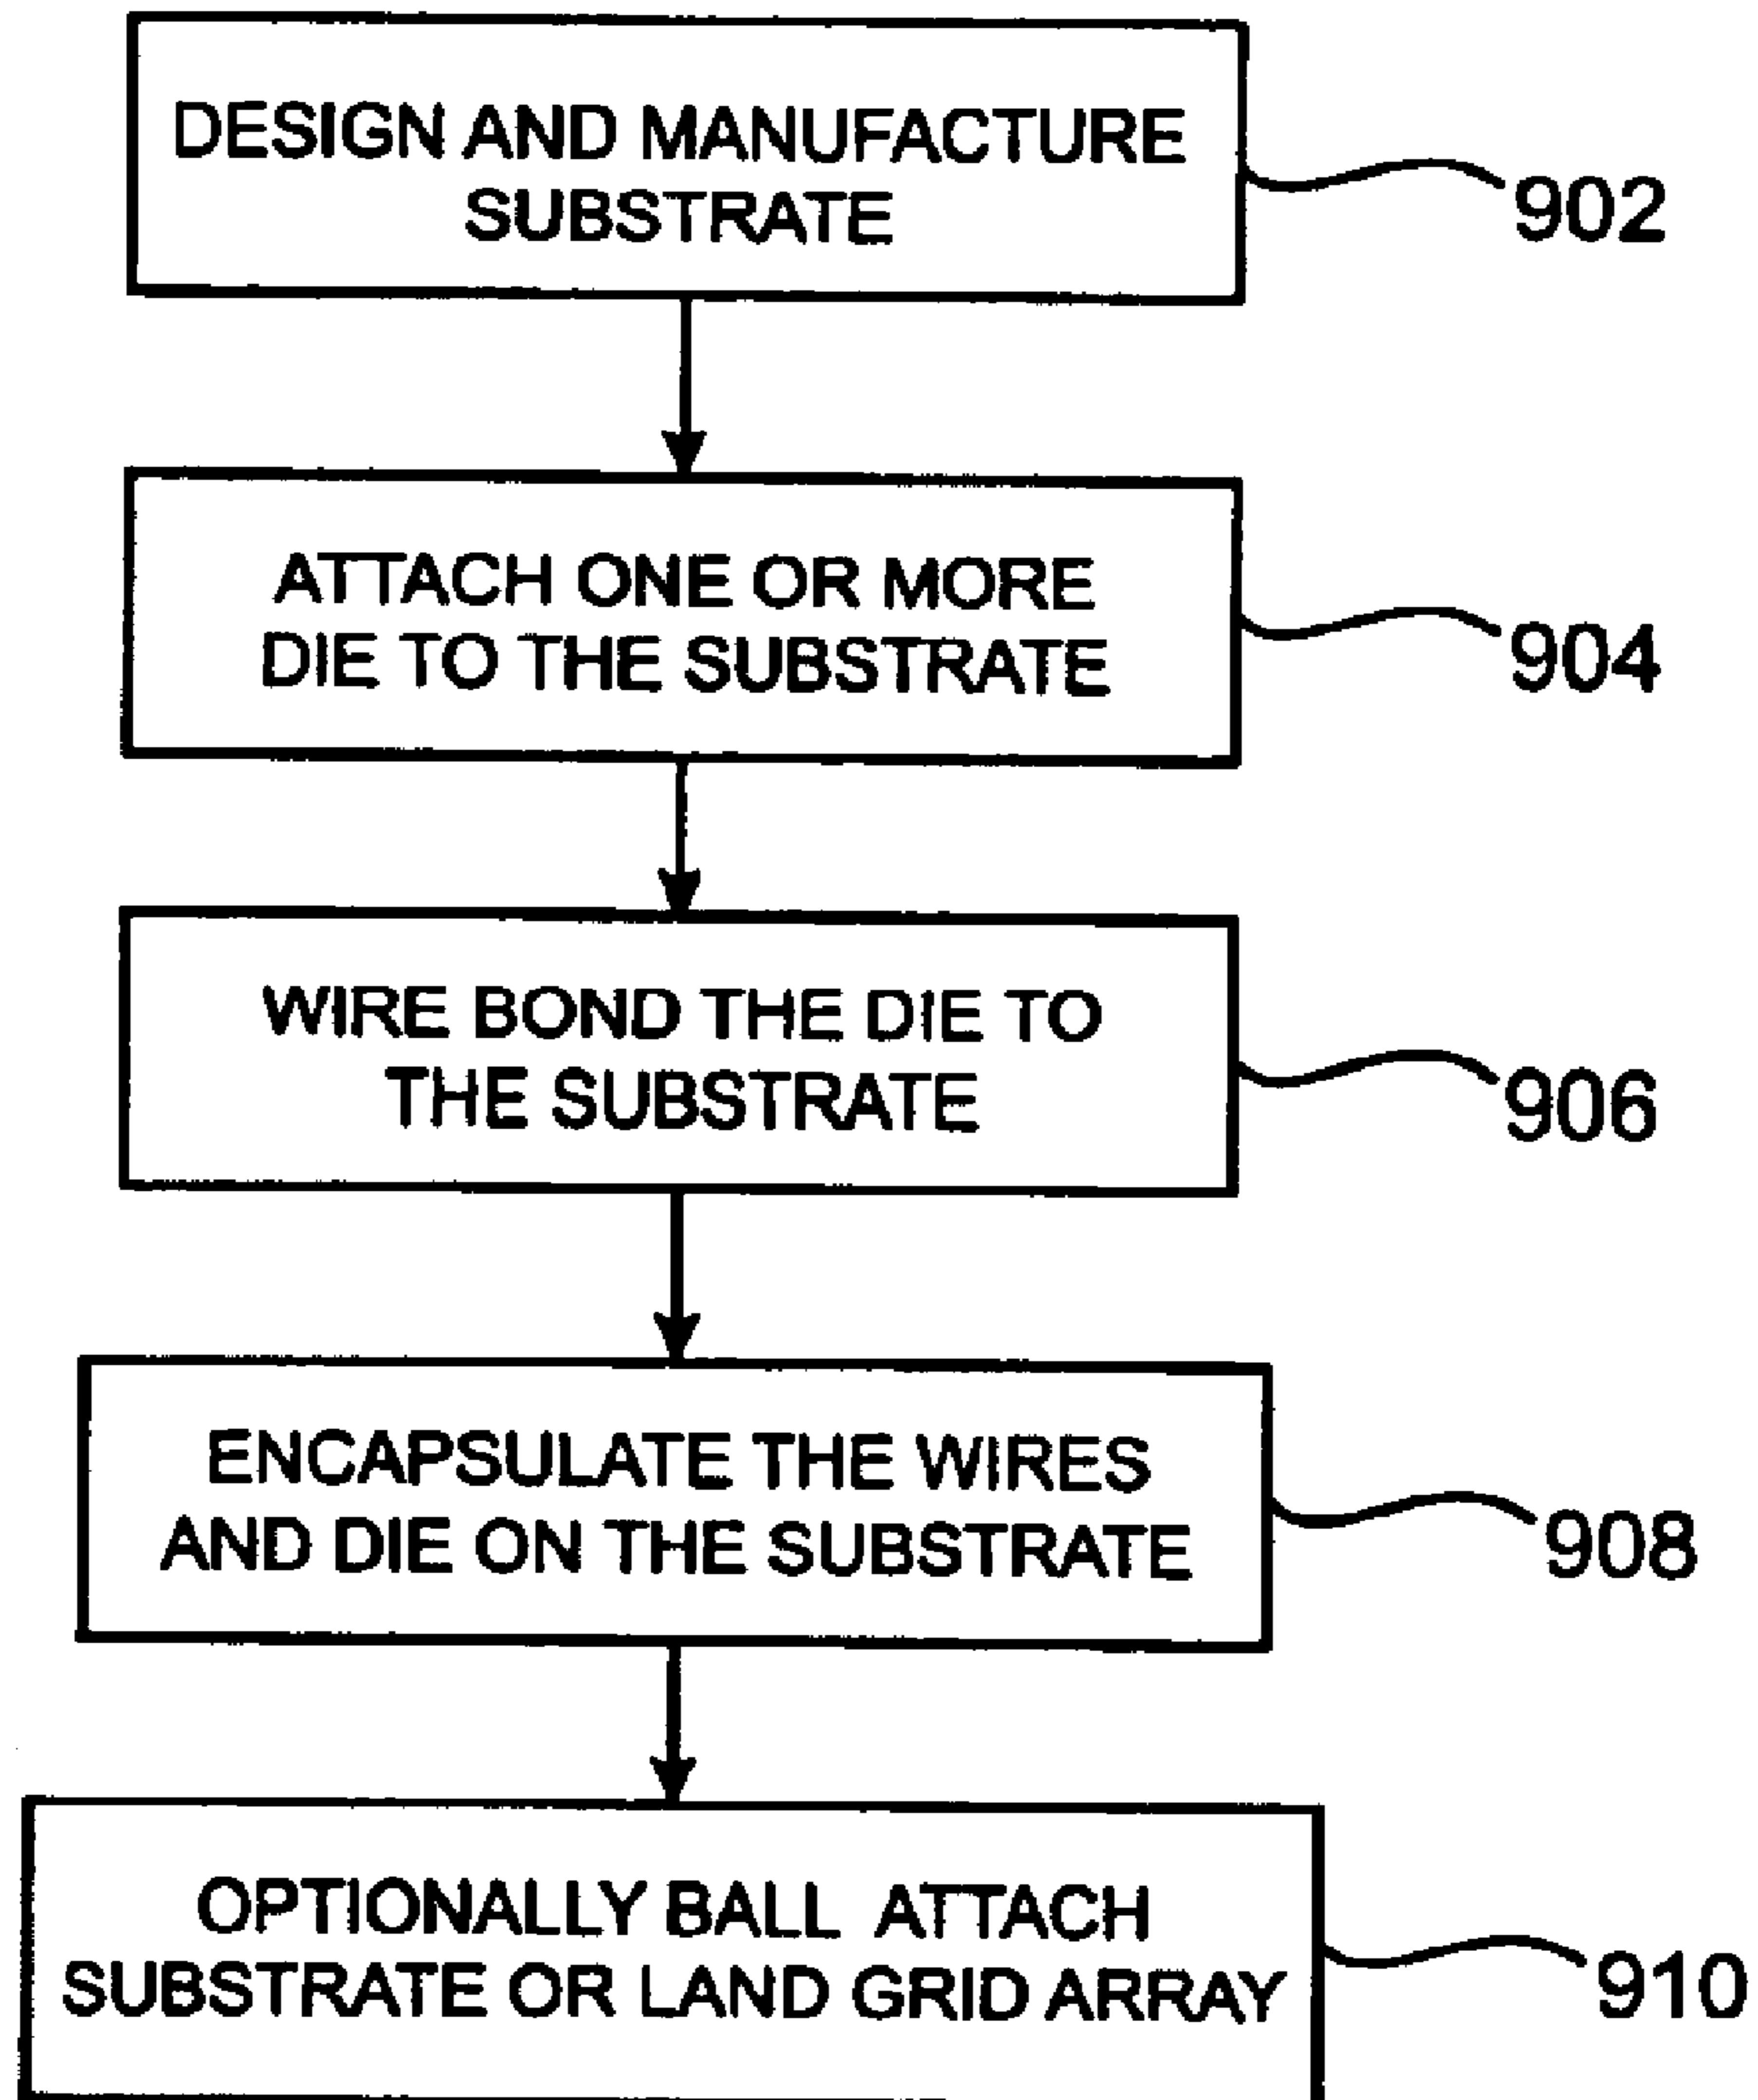 DESIGN AND MANUFACTURE
SUBSTRATE
902
ATTACH ONE OR MORE
DIE TO THE SUBSTRATE
904
WIRE BOND THE DIE TO
THE SUBSTRATE
906
ENCAPSULATE THE WIRES
AND DIE ON THE SUBSTRATE
908
OPTIONALLY BALL ATTACH
SUBSTRATE OR LAND GRID ARRAY
910